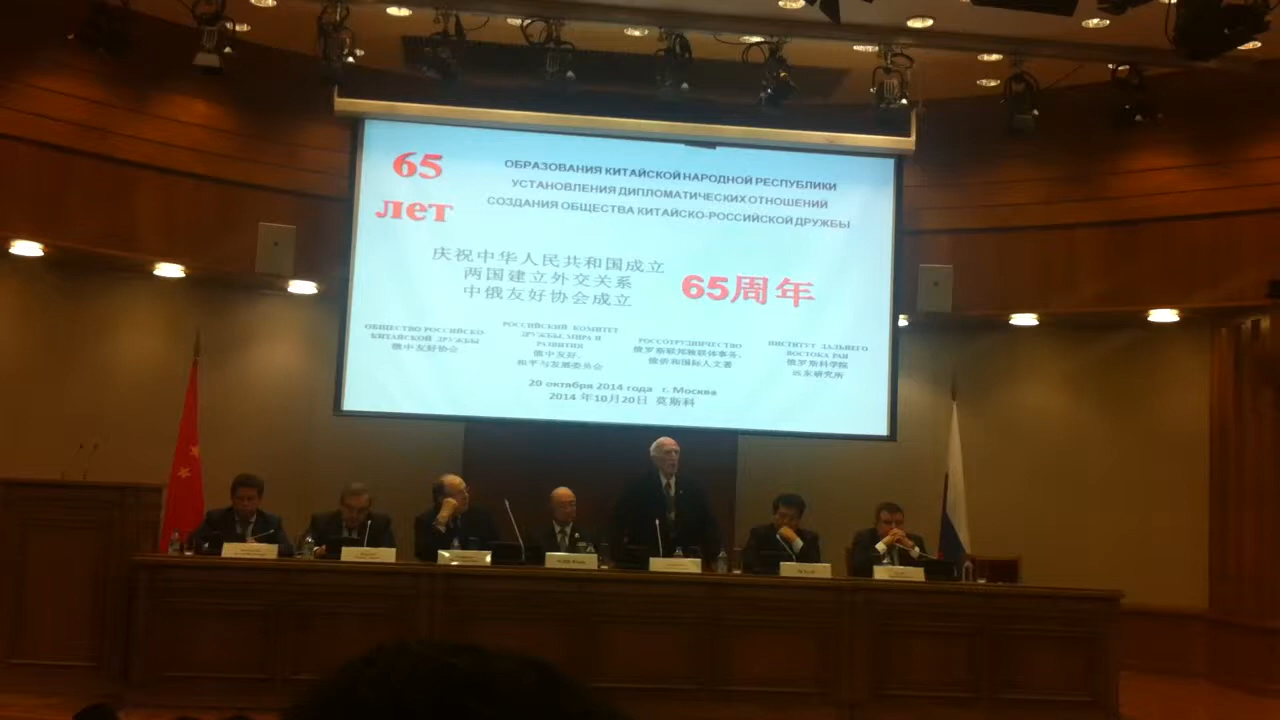 65
лет
ОБРАЗОВАНИЯ КИТАЙСКОЙ НАРОДНОЙ РЕСПУБЛИКИ
УСТАНОВЛЕНИЯ ДИПЛОМАТИЧЕСКИХ ОТНОШЕНИЙ
СОЗДАНИЯ ОБЩЕСТВА КИТАЙСКО-РОССИЙСКОЙ ДРУЖБЫ
庆祝中华人民共和国成立
两国建立外交关系
中俄友好协会成立
65周年
ОБЩЕСТВО РОССИЙСКО-
КИТАЙСКОЙ ДРУЖБЫ
俄中友好协会
РОССИЙСКИЙ КОМИТЕТ
ДРУЖБЫ, МИРА И
РАЗВИТИЯ
俄中友好、
和平与发展委员会
РОССОТРУДНИЧЕСТВО
俄罗斯联邦独联体事务、
俄侨和国际人文署
ИНСТИТУТ ДАЛЬНЕГО
ВОСТОКА РАН
俄罗斯科学院
远东研究所
20 октября 2014 года г. Москва
2014 年10月20日 莫斯科